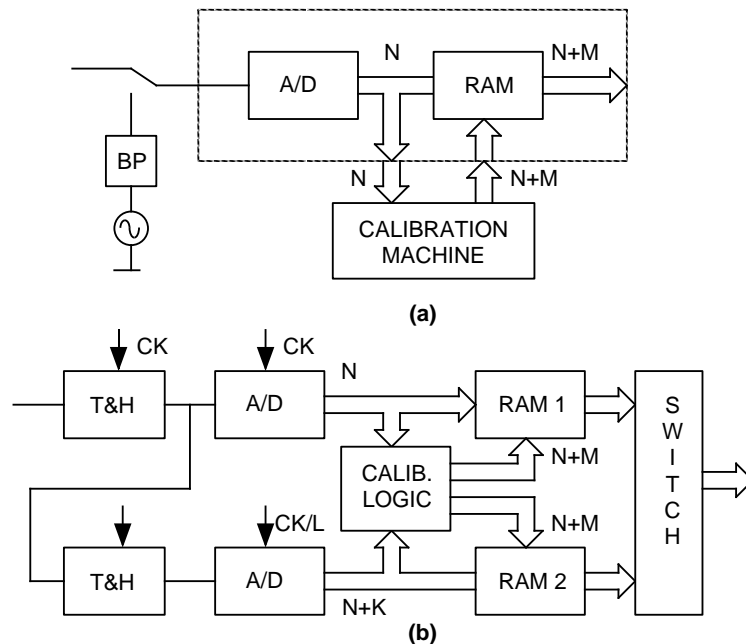 N
N+M
A/D
RAM
BP
N
N+M
CALIBRATION
MACHINE
(a)
CK
CK
N
T&H
A/D
RAM 1
S
W
I
T
C
H
CALIB.
LOGIC
N+M
N+M
CK/L
T&H
A/D
RAM 2
N+K
(b)